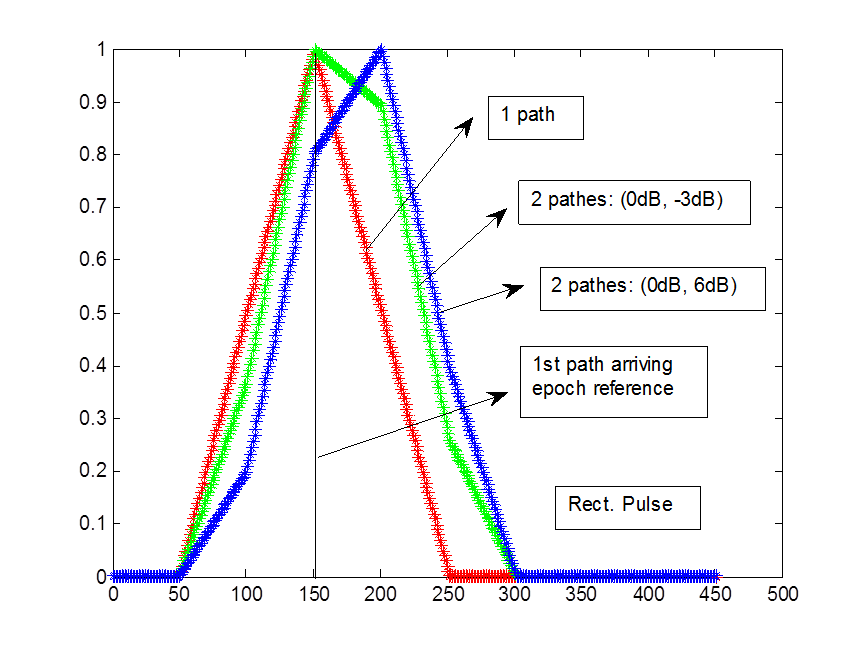 1
0.9
0.8
0.7
0.6
0.5
0.4
0.3
0.2
0.1
0
1 path
2 pathes: (0dB, -3dB)
2 pathes: (0dB, 6dB)
1st path arriving
epoch reference
Rect. Pulse
0 50 100 150 200 250 300 350 400 450 500